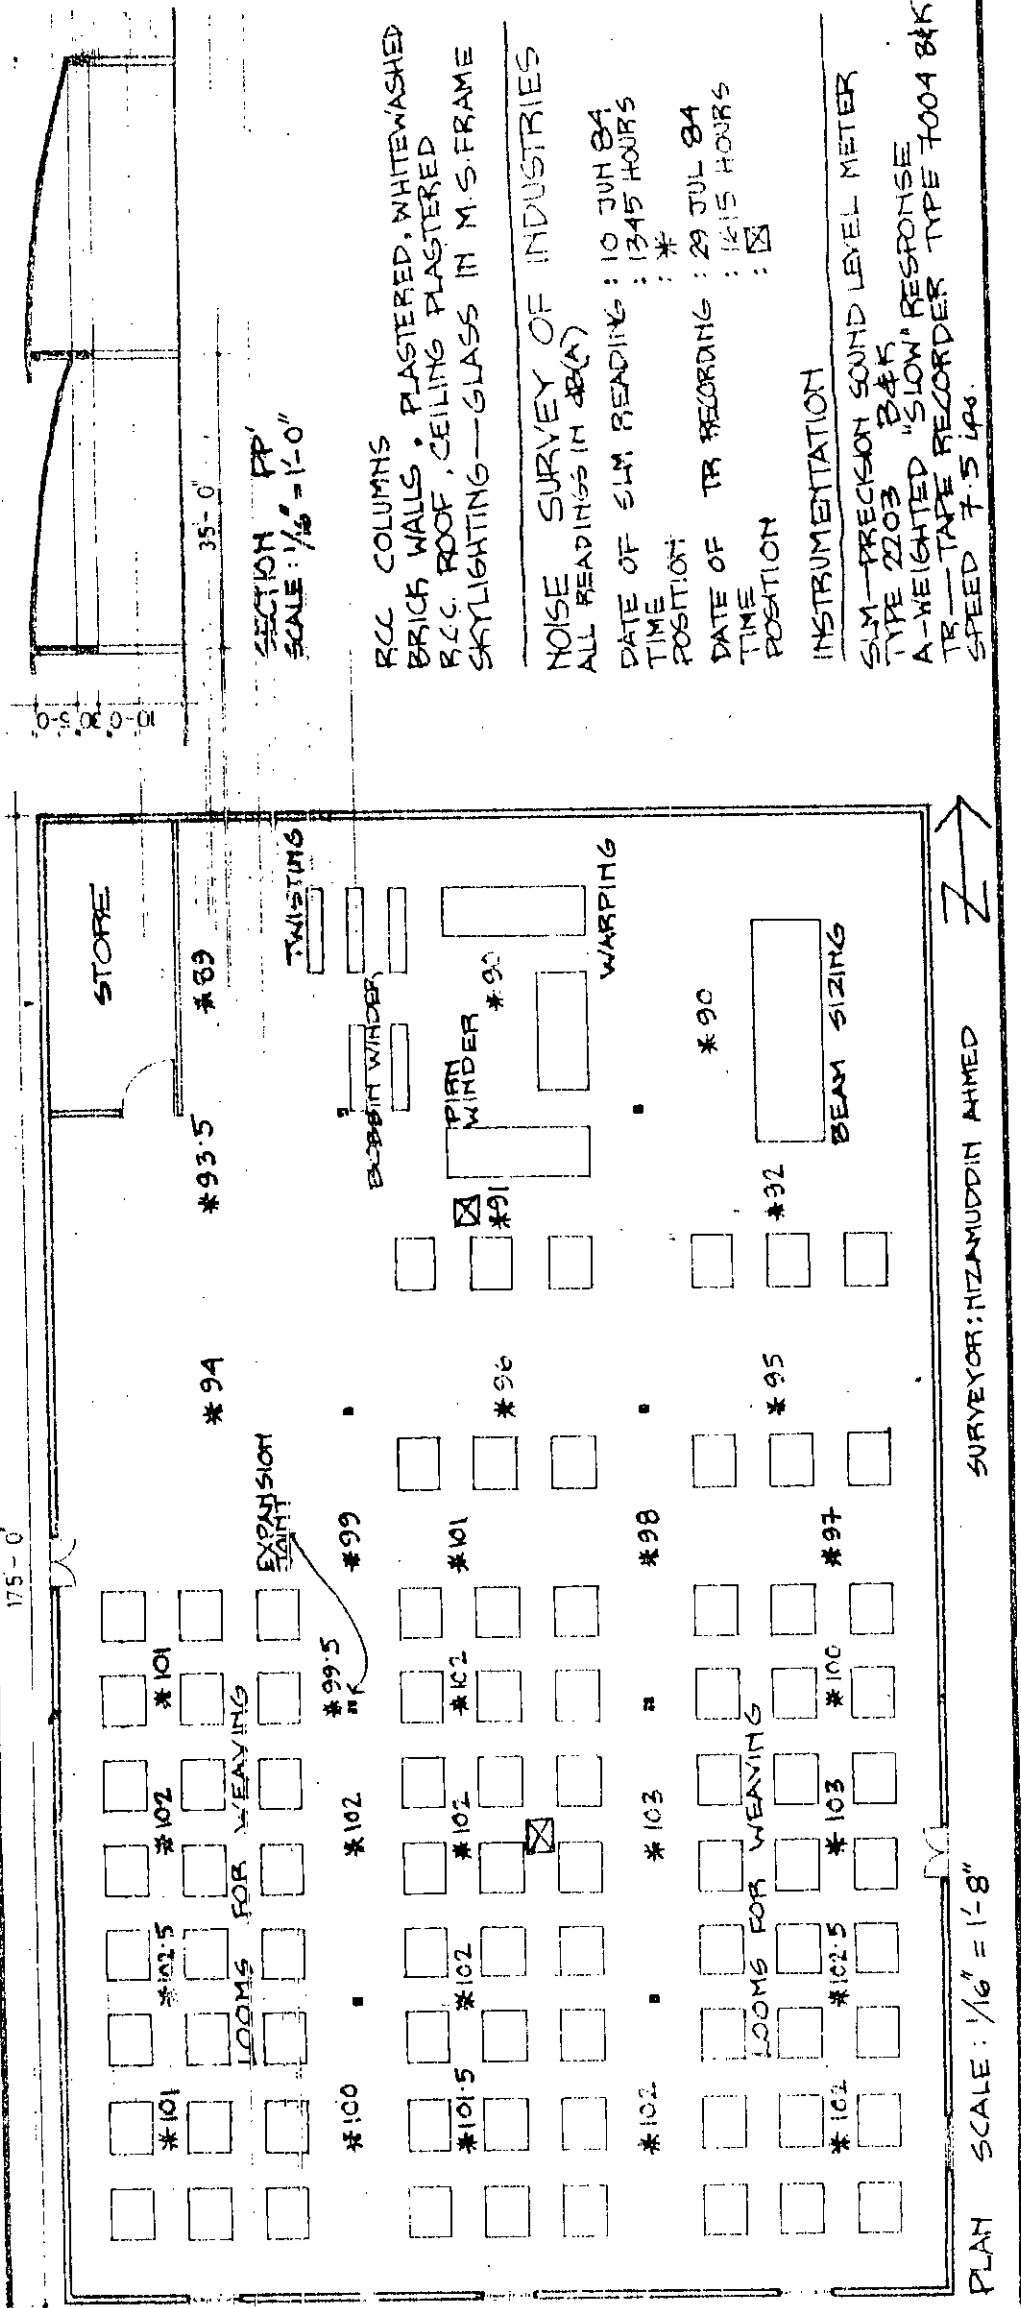 175'-0"
STORE
*89
*93.5
*94
TWISTING
BOBBIN WINDER
EXPANSION
JOINT
*99
*99.5
PIRN
WINDER
*90
*91
*96
*101
*102
WARPING
*90
*92
*95
*98
*97
*100
BEAM SIZING
*101
*102
*102.5
*101
LOOMS FOR WEAVING
*102
*100
*102
*102
*101.5
*103
*102
LOOMS FOR WEAVING
*103
*102.5
*102
PLAN SCALE : 1/16" = 1'-8"
SURVEYOR: NIZAMUDDIN AHMED
Z
10'-0"
5'-0"
35'-0"
SECTION PP'
SCALE : 1/16" = 1'-0"
RCC COLUMNS
BRICK WALLS, PLASTERED, WHITEWASHED
R.C.C. ROOF, CEILING PLASTERED
SKYLIGHTING — GLASS IN M.S. FRAME
NOISE SURVEY OF INDUSTRIES
ALL READINGS IN dB(A)
DATE OF SLM READING : 10 JUN 84
TIME : 1345 HOURS
POSITION : *
DATE OF TR RECORDING : 29 JUL 84
TIME : HOURS
POSITION : ☒
INSTRUMENTATION
SLM — PRECISION SOUND LEVEL METER
TYPE 2203 B&K
A-WEIGHTED "SLOW" RESPONSE
TR — TAPE RECORDER TYPE 7004 B&K
SPEED 7.5 ips.